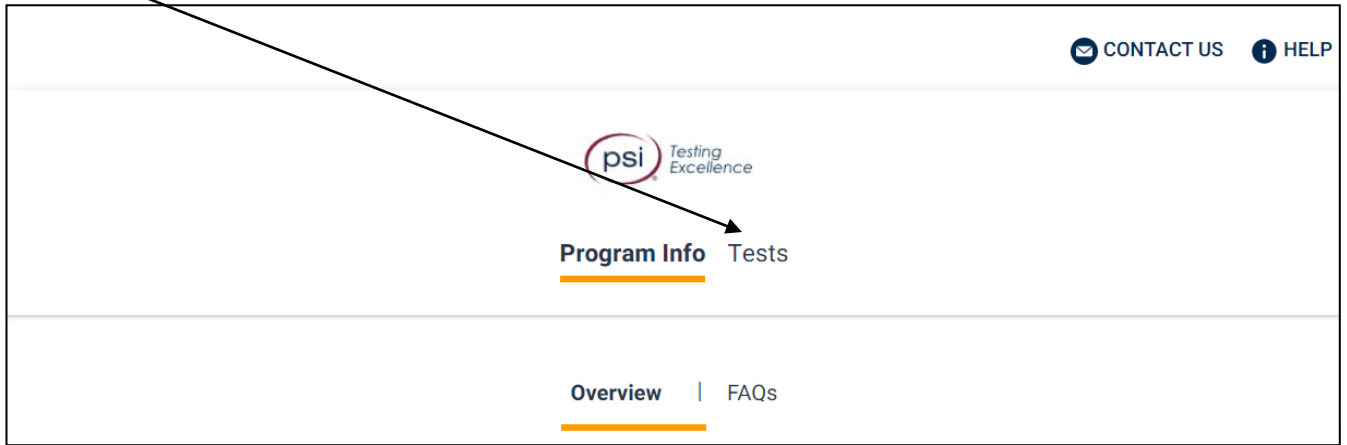 CONTACT US HELP
psi Testing
Excellence
Program Info Tests
Overview | FAQs